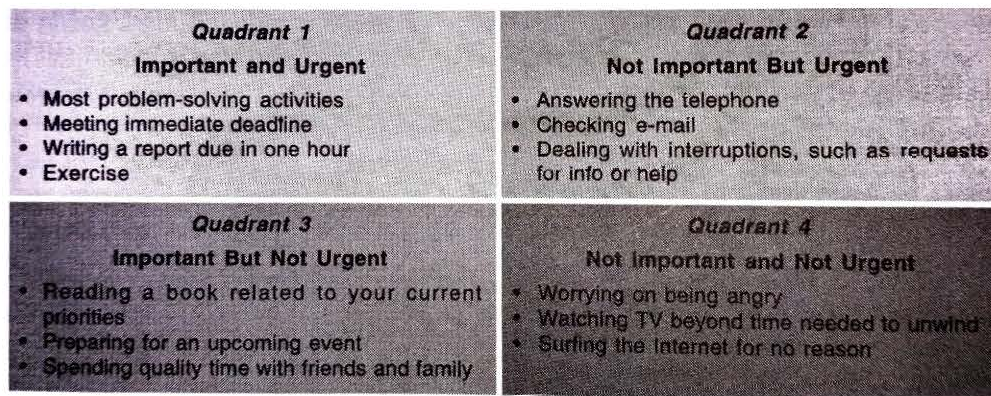 Quadrant 1
Important and Urgent
• Most problem-solving activities
• Meeting immediate deadline
• Writing a report due in one hour
• Exercise
Quadrant 2
Not Important But Urgent
• Answering the telephone
• Checking e-mail
• Dealing with interruptions, such as requests
for info or help
Quadrant 3
Important But Not Urgent
• Reading a book related to your current
priorities
• Preparing for an upcoming event
• Spending quality time with friends and family
Quadrant 4
Not Important and Not Urgent
• Worrying on being angry
• Watching TV beyond time needed to unwind
• Surfing the Internet for no reason